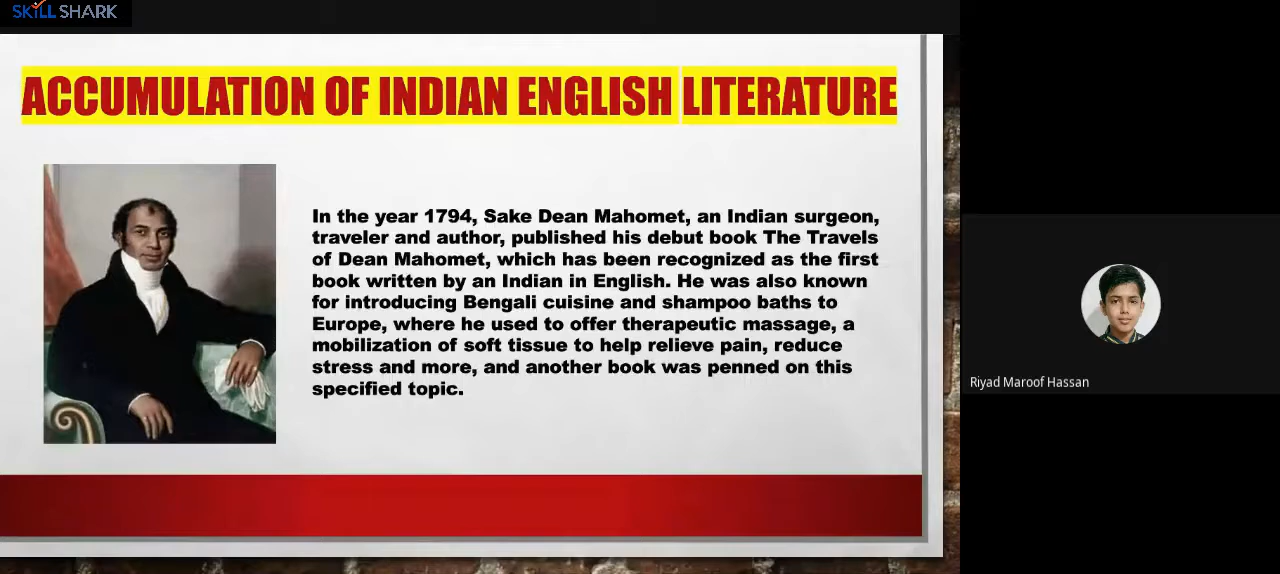 SKILL SHARK
ACCUMULATION OF INDIAN ENGLISH LITERATURE
In the year 1794, Sake Dean Mahomet, an Indian surgeon,
traveler and author, published his debut book The Travels
of Dean Mahomet, which has been recognized as the first
book written by an Indian in English. He was also known
for introducing Bengali cuisine and shampoo baths to
Europe, where he used to offer therapeutic massage, a
mobilization of soft tissue to help relieve pain, reduce
stress and more, and another book was penned on this
specified topic.
Riyad Maroof Hassan